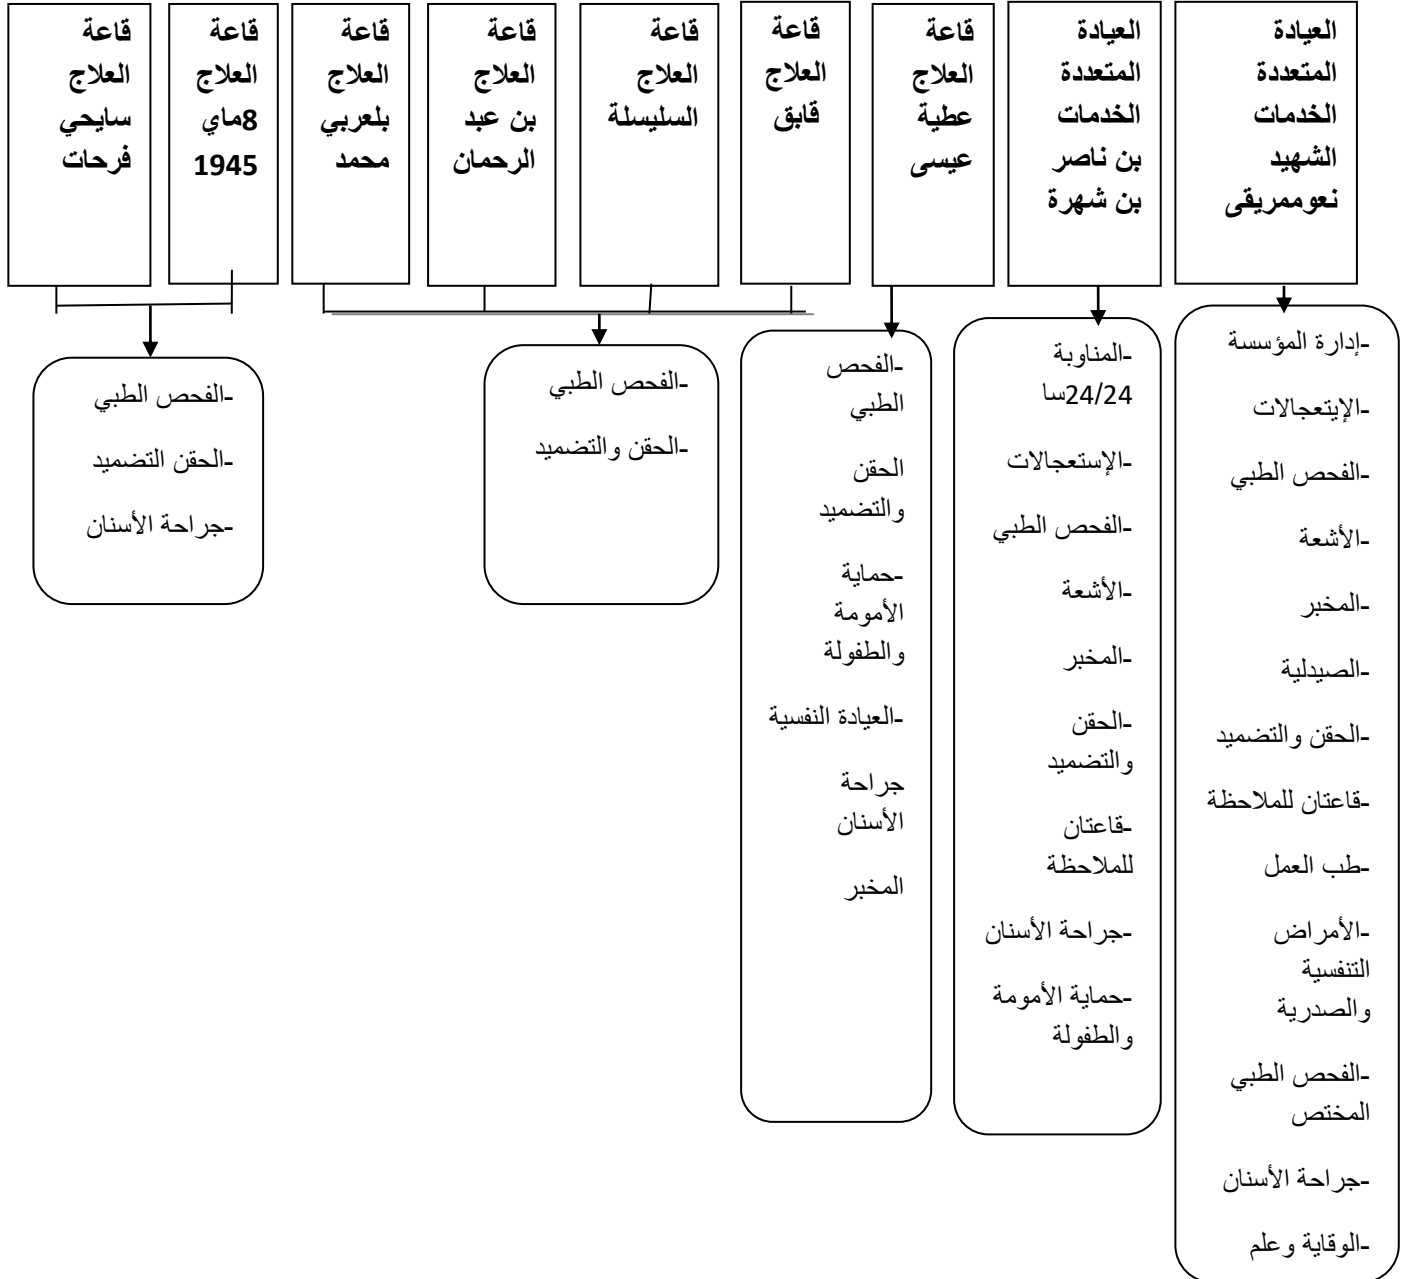 العيادة
المتعددة
الخدمات
الشهيد
نعوممريقى
العيادة
المتعددة
الخدمات
بن ناصر
بن شهرة
قاعة
العلاج
عطية
عيسى
قاعة
العلاج
قابق
قاعة
العلاج
السليسلة
قاعة
العلاج
بن عبد
الرحمان
قاعة
العلاج
بلعربي
محمد
قاعة
العلاج
8ماي
1945
قاعة
العلاج
سايحي
فرحات
-إدارة المؤسسة
-الإيتعجالات
-الفحص الطبي
-الأشعة
-المخبر
-الصيدلية
-الحقن والتضميد
-قاعتان للملاحظة
-طب العمل
-الأمراض
التنفسية
والصدرية
-الفحص الطبي
المختص
-جراحة الأسنان
-الوقاية وعلم
-المناوبة
24/24سا
-الإستعجالات
-الفحص الطبي
-الأشعة
-المخبر
-الحقن
والتضميد
-قاعتان
للملاحظة
-جراحة الأسنان
-حماية الأمومة
والطفولة
-الفحص
الطبي
الحقن
والتضميد
-حماية
الأمومة
والطفولة
-العيادة النفسية
جراحة
الأسنان
المخبر
-الفحص الطبي
-الحقن والتضميد
-الفحص الطبي
-الحقن التضميد
-جراحة الأسنان